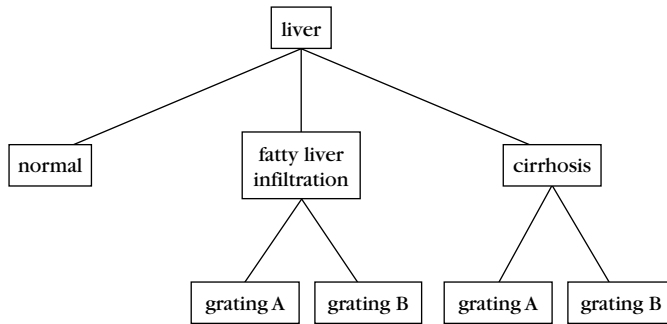 liver
normal
fatty liver
infiltration
cirrhosis
grating A
grating B
grating A
grating B